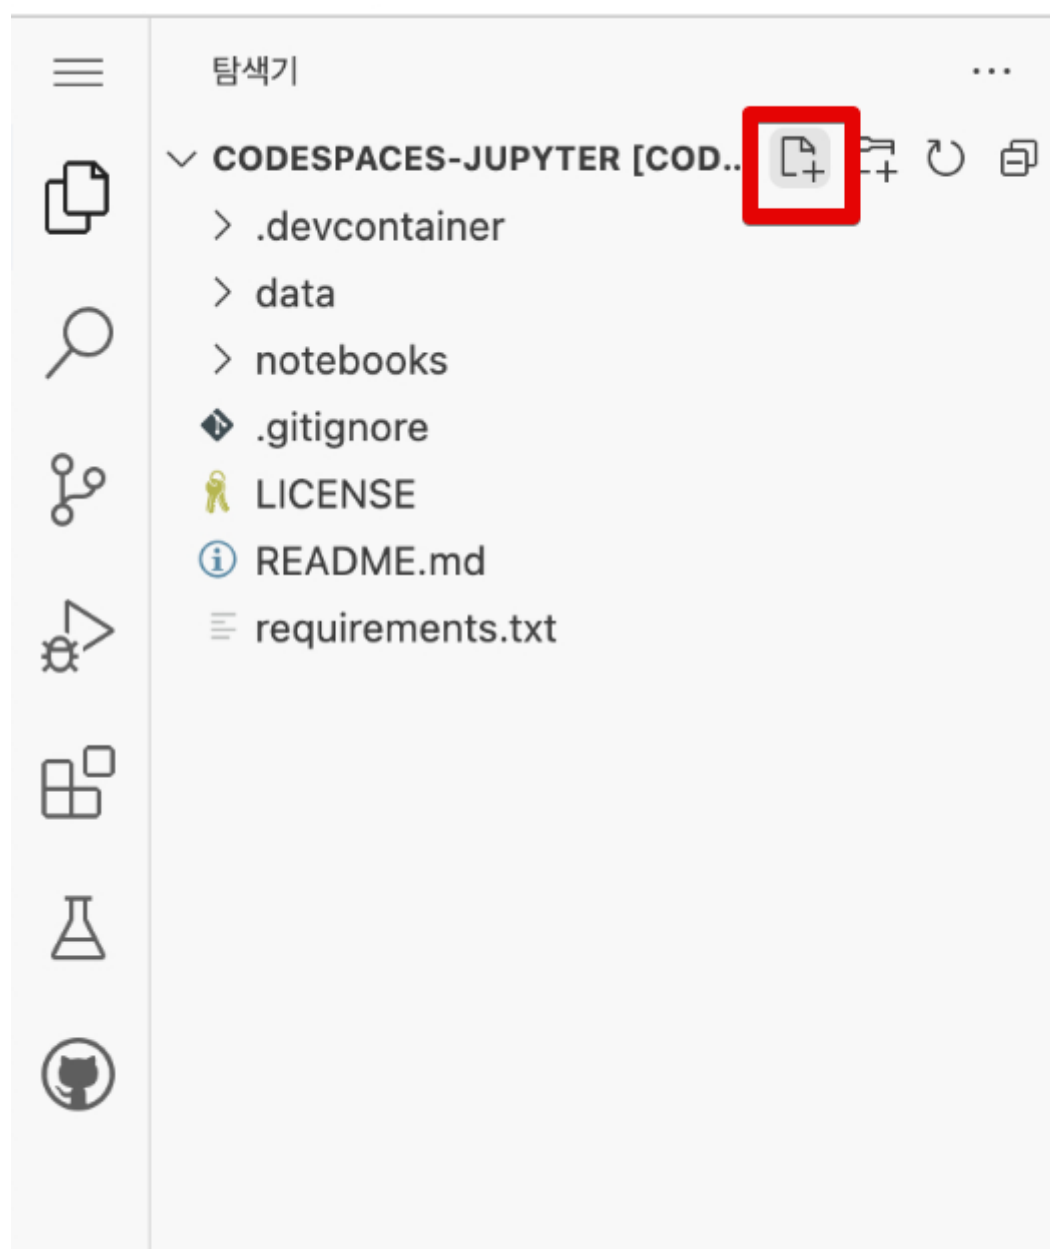 탐색기
CODESPACES-JUPYTER [COD...
.devcontainer
data
notebooks
.gitignore
LICENSE
README.md
requirements.txt